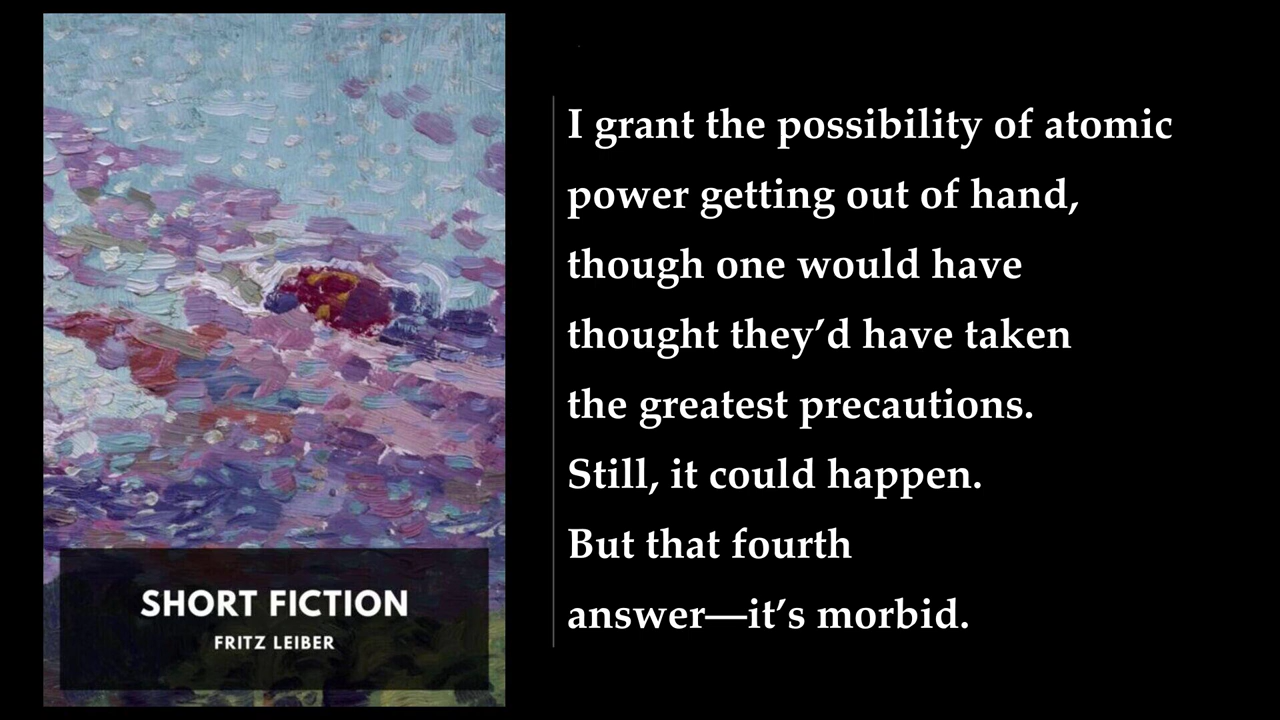 SHORT FICTION
FRITZ LEIBER
I grant the possibility of atomic
power getting out of hand,
though one would have
thought they’d have taken
the greatest precautions.
Still, it could happen.
But that fourth
answer—it’s morbid.